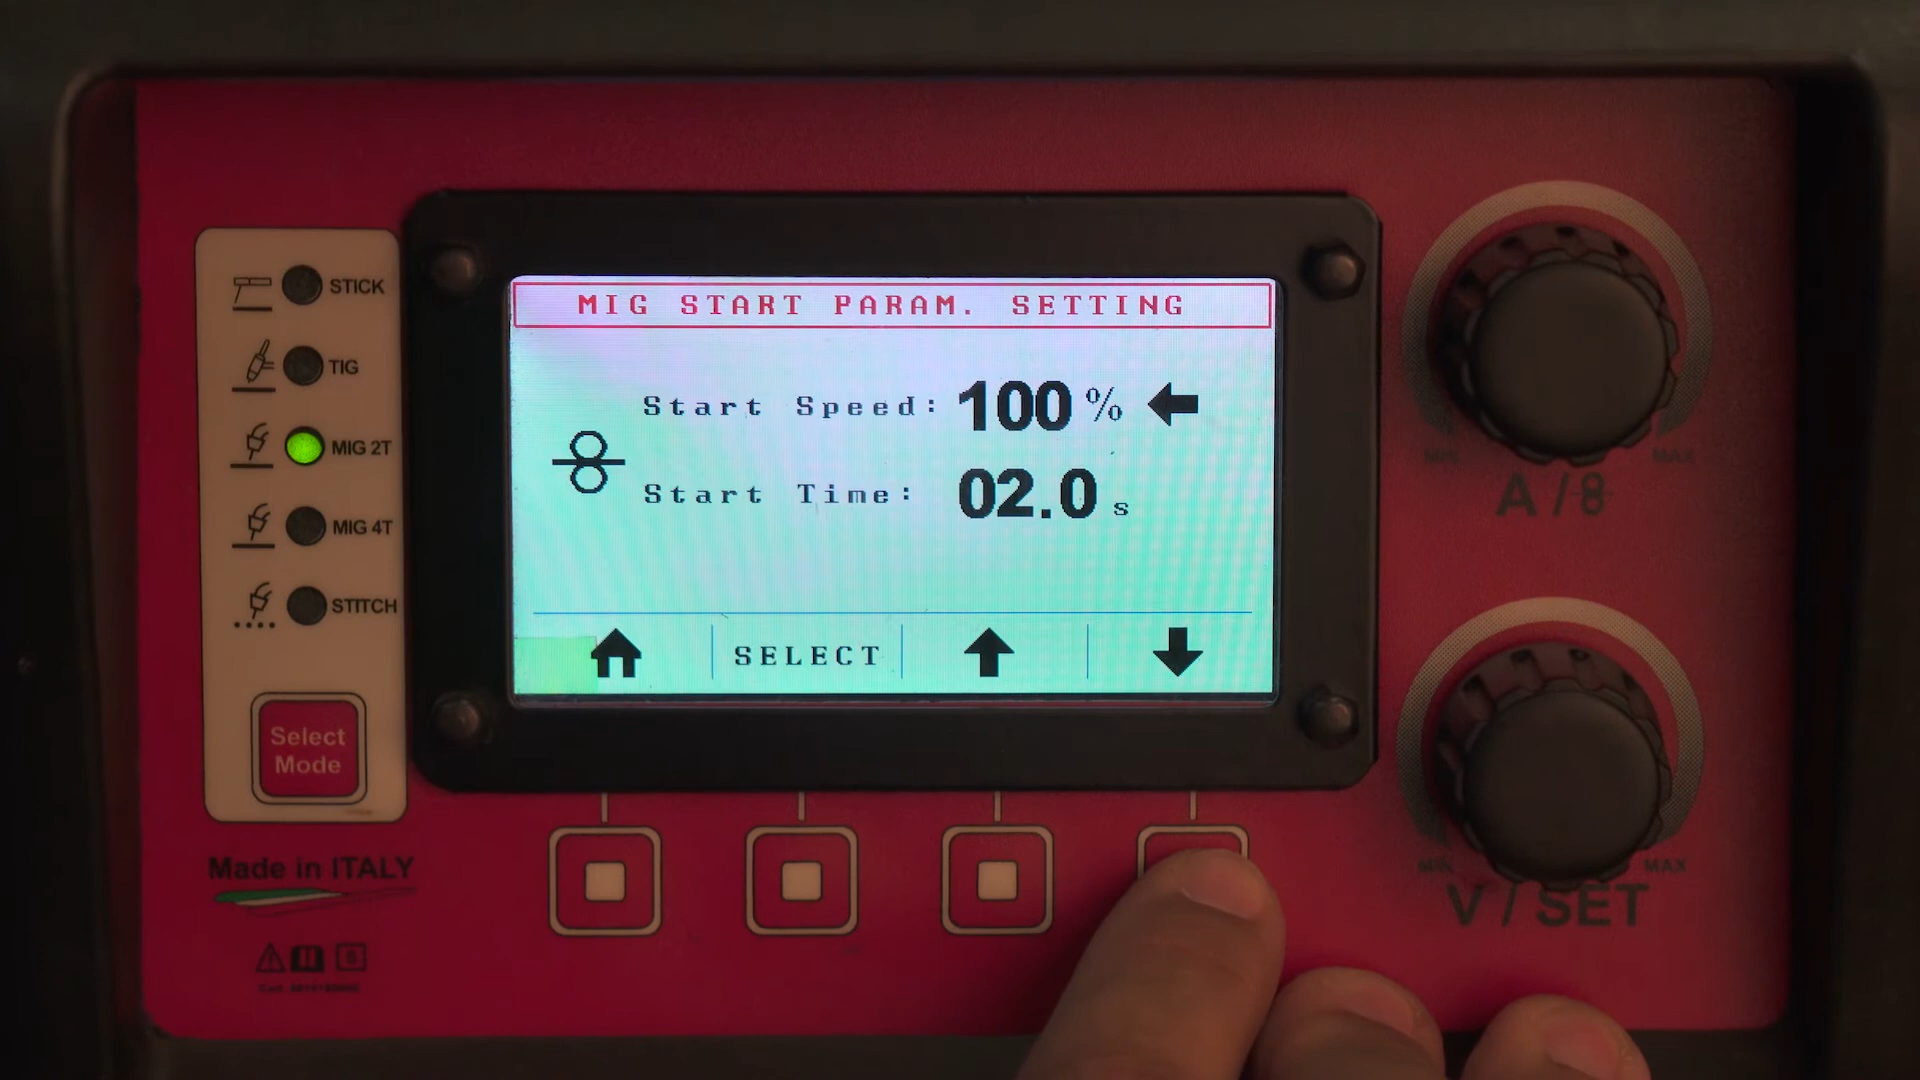 STICK
TIG
MIG 2T
MIG 4T
STITCH
Select
Mode
Made in ITALY
MIG START PARAM. SETTING
Start Speed: 100 %
Start Time: 02.0 s
SELECT
MIN MAX
A / 8
MIN MAX
V / SET